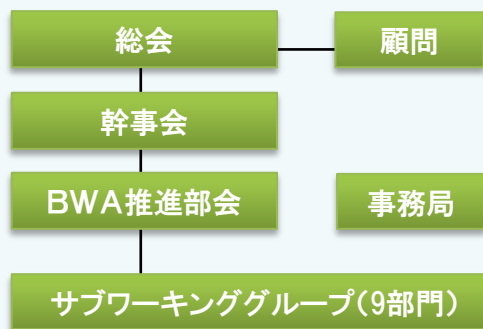 総会
顧問
幹事会
BWA推進部会
事務局
サブワーキンググループ(9部門)